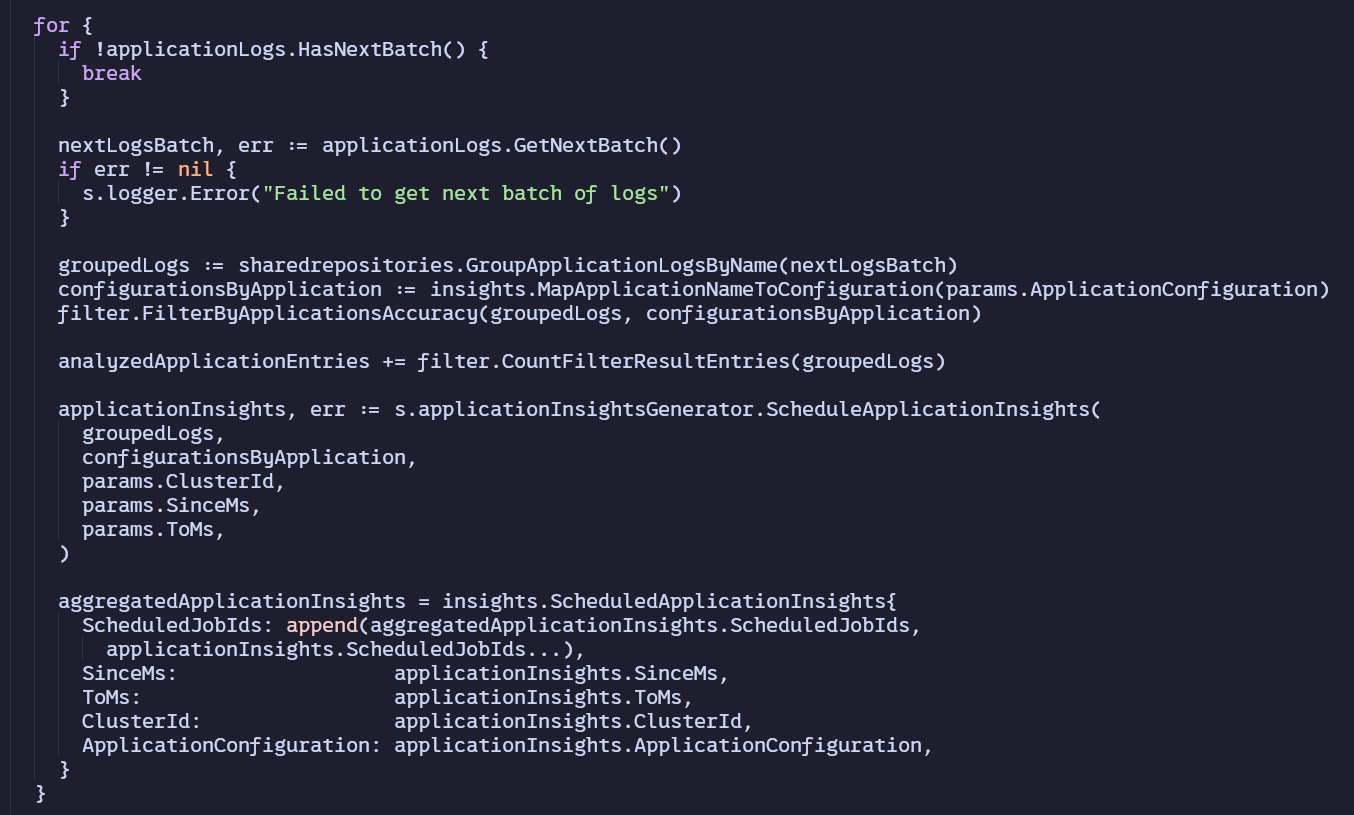 for {
if !applicationLogs.HasNextBatch() {
break
}
nextLogsBatch, err := applicationLogs.GetNextBatch()
if err != nil {
s.logger.Error("Failed to get next batch of logs")
}
groupedLogs := sharedrepositories.GroupApplicationLogsByName(nextLogsBatch)
configurationsByApplication := insights.MapApplicationNameToConfiguration(params.ApplicationConfiguration)
filter.FilterByApplicationsAccuracy(groupedLogs, configurationsByApplication)
analyzedApplicationEntries += filter.CountFilterResultEntries(groupedLogs)
applicationInsights, err := s.applicationInsightsGenerator.ScheduleApplicationInsights(
groupedLogs,
configurationsByApplication,
params.ClusterId,
params.SinceMs,
params.ToMs,
)
aggregatedApplicationInsights = insights.ScheduledApplicationInsights{
ScheduledJobIds: append(aggregatedApplicationInsights.ScheduledJobIds,
applicationInsights.ScheduledJobIds...),
SinceMs: applicationInsights.SinceMs,
ToMs: applicationInsights.ToMs,
ClusterId: applicationInsights.ClusterId,
ApplicationConfiguration: applicationInsights.ApplicationConfiguration,
}
}